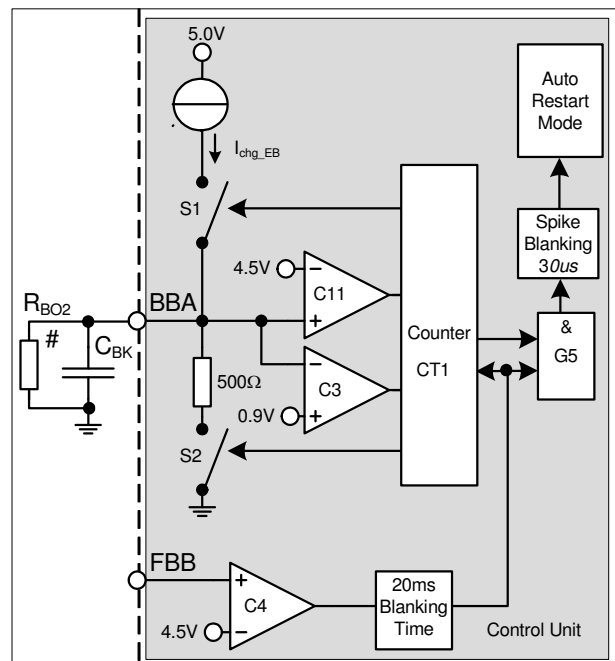 5.0V
Auto
Restart
Mode
I_chg_EB
S1
Spike
Blanking
30us
4.5V
C11
R_BO2
#
BBA
C_BK
Counter
CT1
&
G5
500Ω
C3
0.9V
S2
FBB
C4
20ms
Blanking
Time
4.5V
Control Unit
− + − + + −